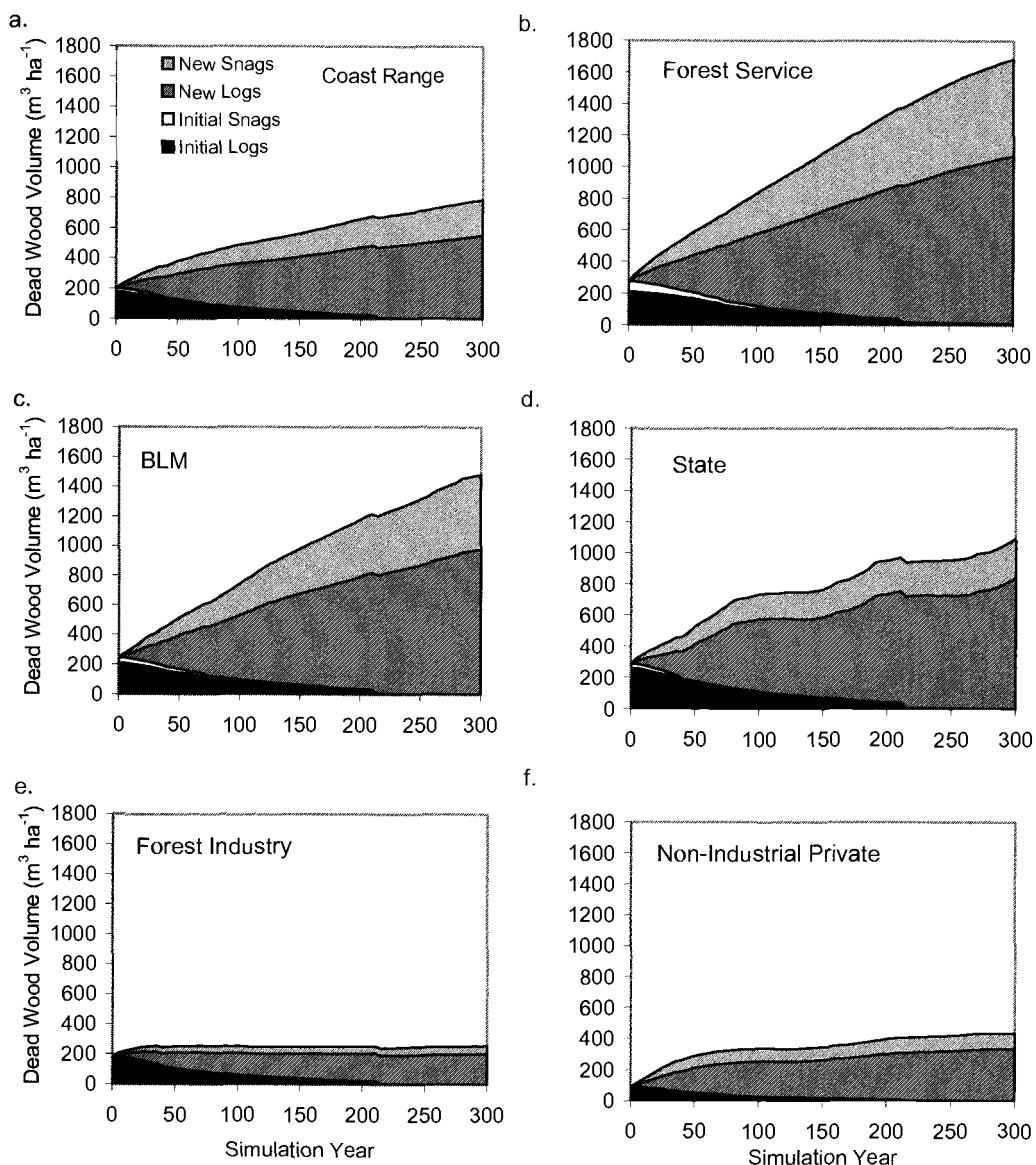 a.
1800
1600
1400
1200
1000
800
600
400
200
0
Dead Wood Volume (m³ ha⁻¹)
New Snags
New Logs
Initial Snags
Initial Logs
Coast Range
0 50 100 150 200 250 300
b.
1800
1600
1400
1200
1000
800
600
400
200
0
Forest Service
0 50 100 150 200 250 300
c.
1800
1600
1400
1200
1000
800
600
400
200
0
Dead Wood Volume (m³ ha⁻¹)
BLM
0 50 100 150 200 250 300
d.
1800
1600
1400
1200
1000
800
600
400
200
0
State
0 50 100 150 200 250 300
e.
1800
1600
1400
1200
1000
800
600
400
200
0
Dead Wood Volume (m³ ha⁻¹)
Forest Industry
0 50 100 150 200 250 300
Simulation Year
f.
1800
1600
1400
1200
1000
800
600
400
200
0
Non-Industrial Private
0 50 100 150 200 250 300
Simulation Year